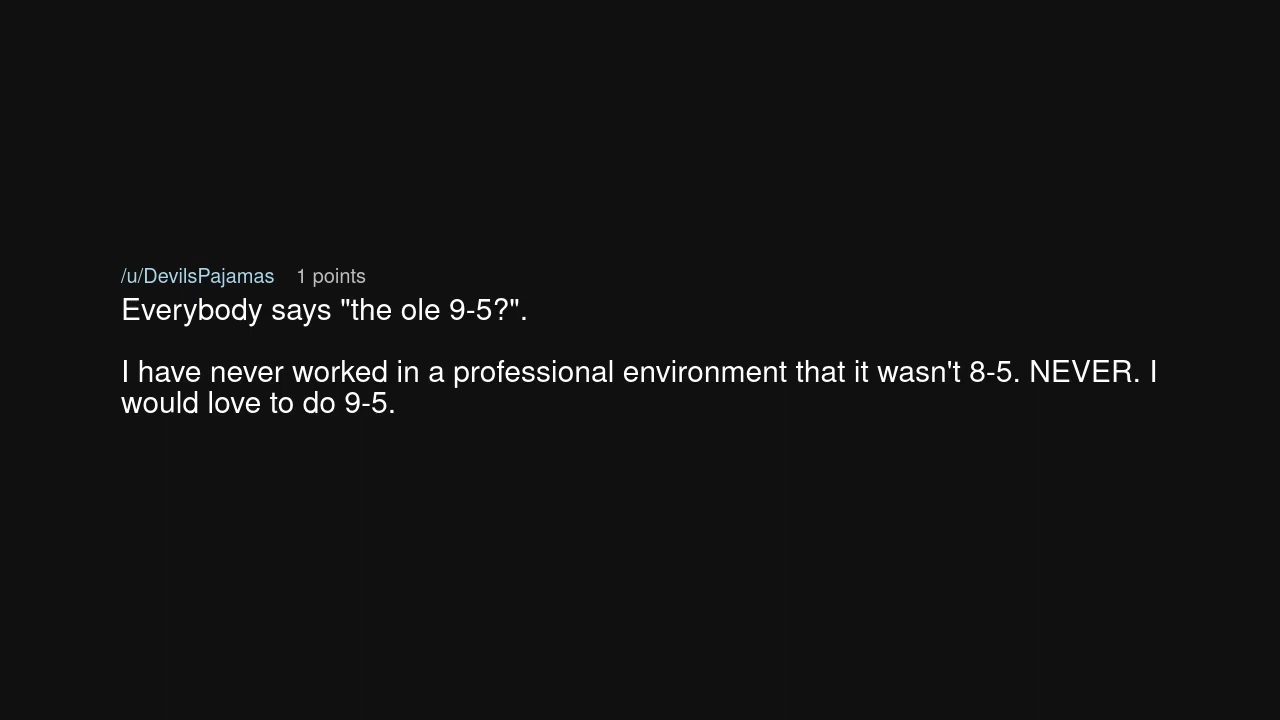 /u/DevilsPajamas 1 points
Everybody says "the ole 9-5?".
I have never worked in a professional environment that it wasn't 8-5. NEVER. I
would love to do 9-5.